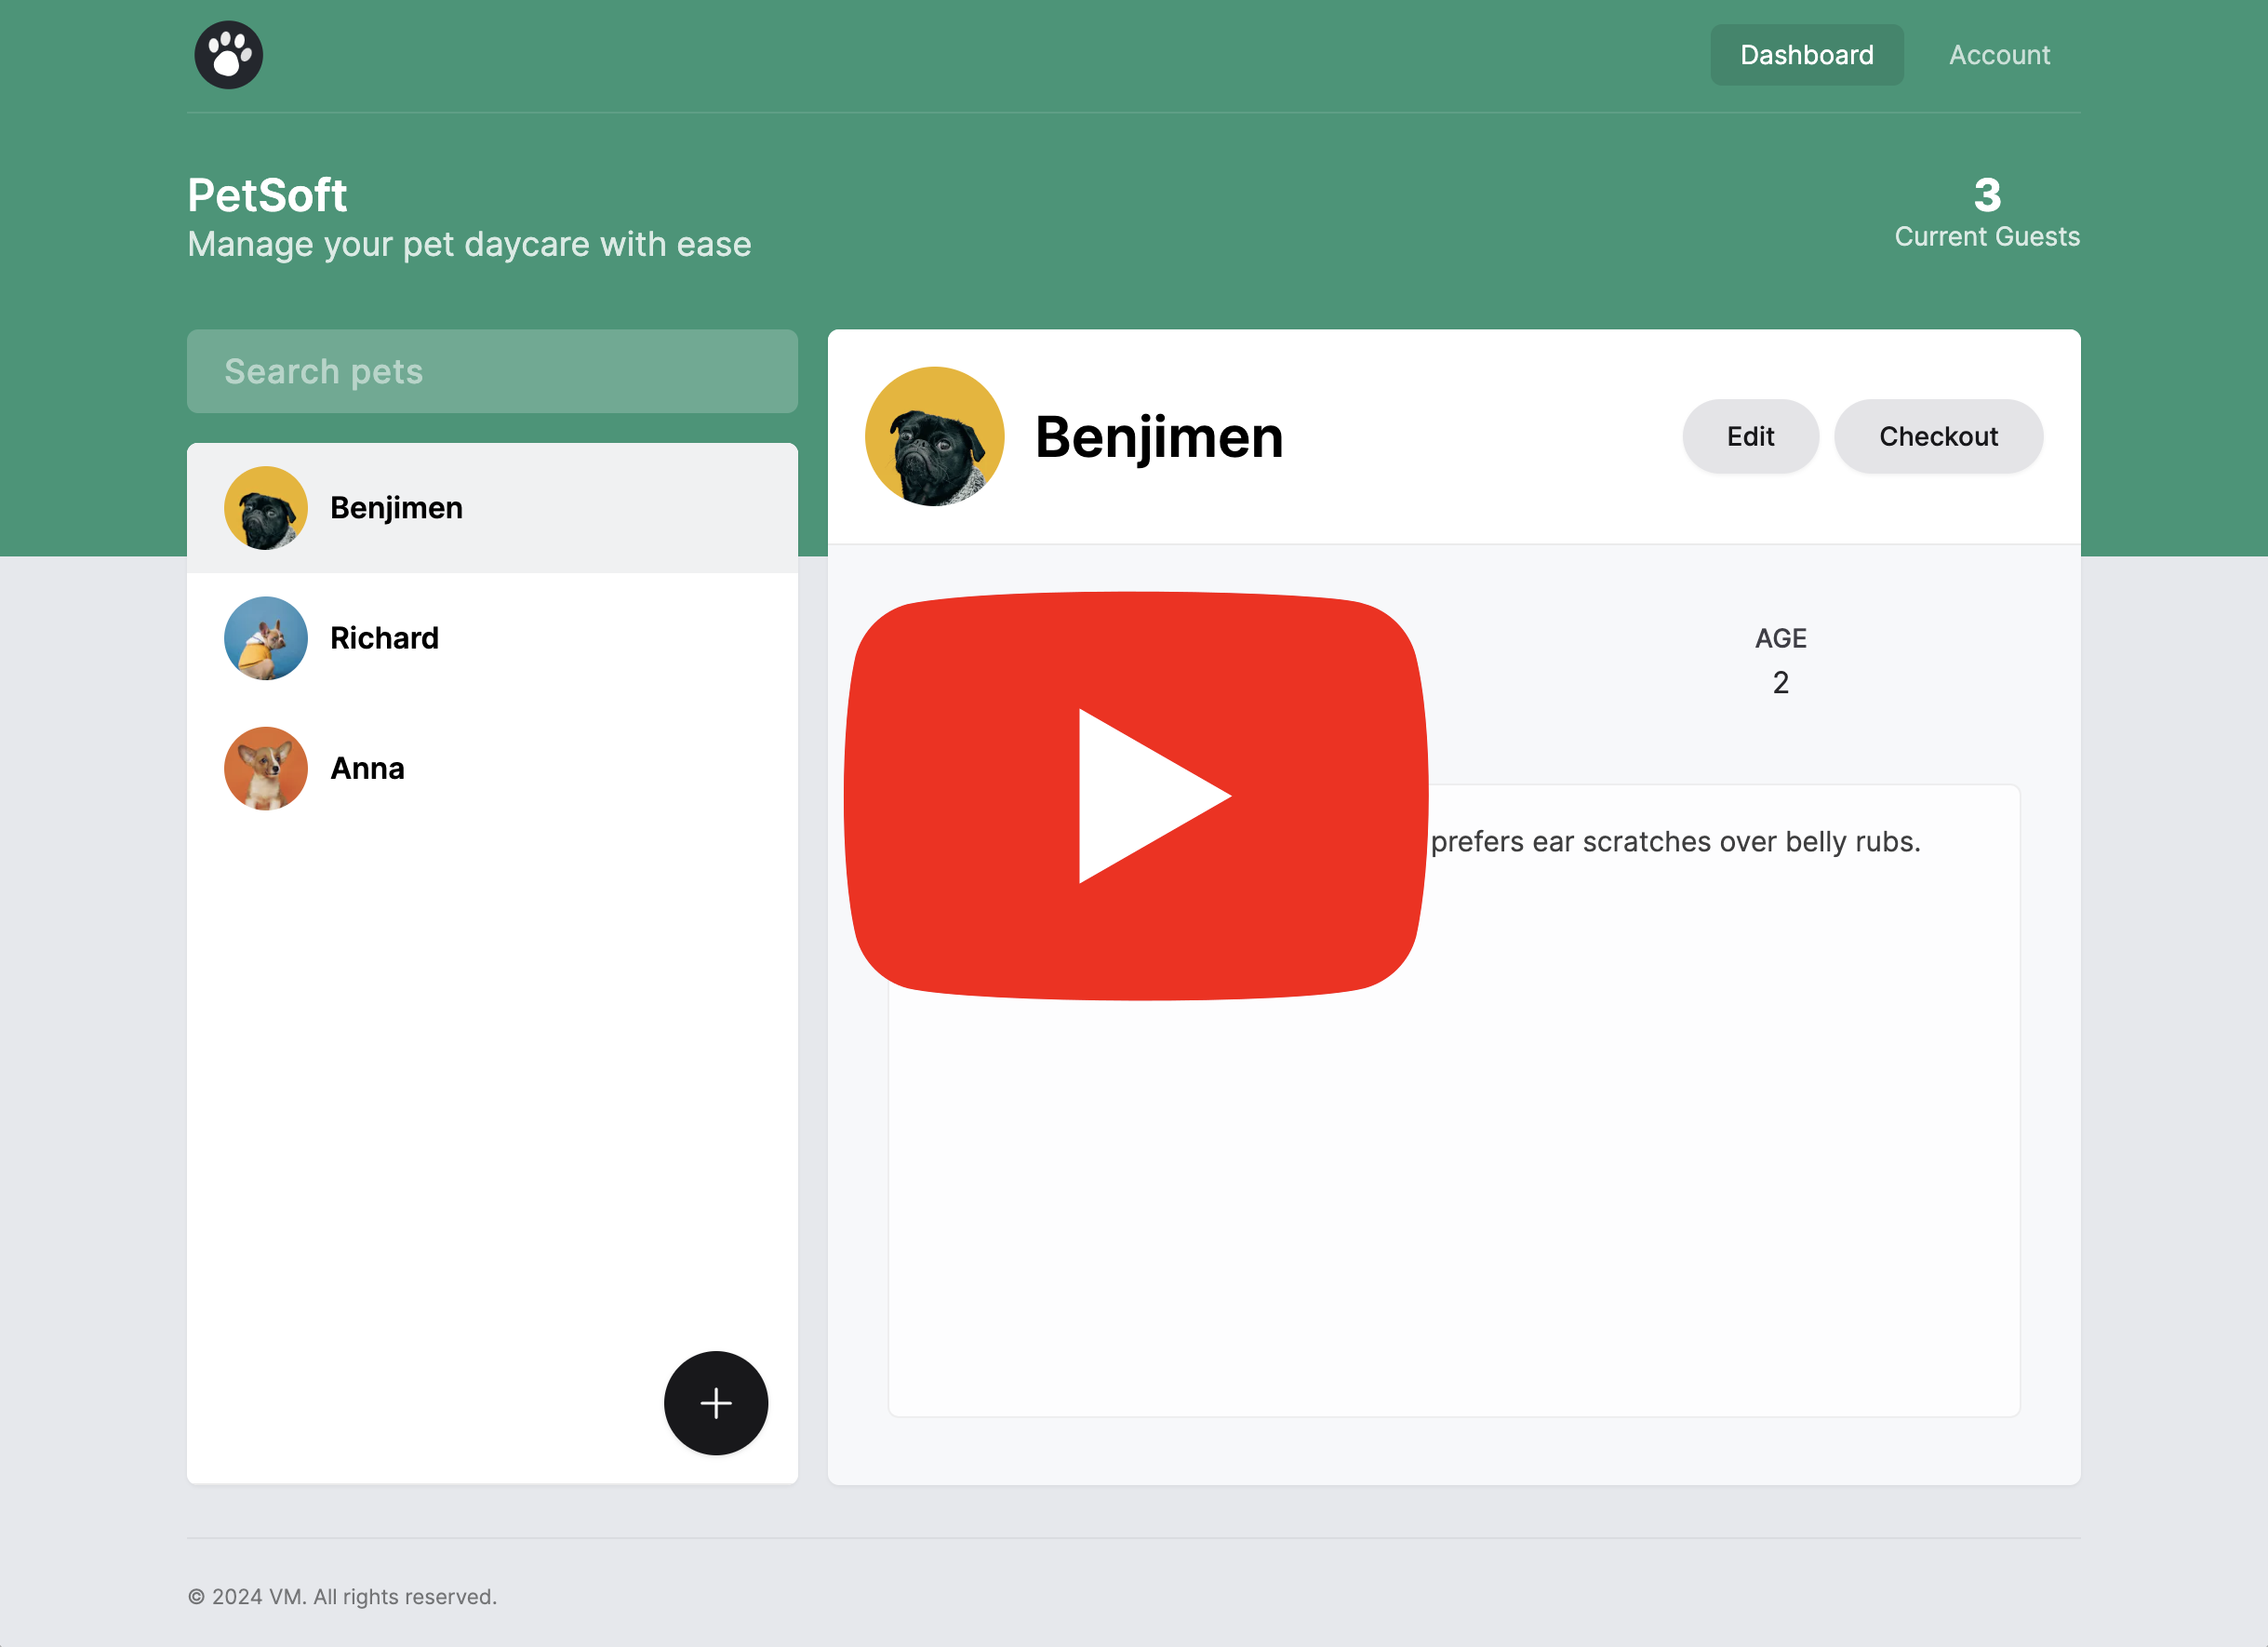 Dashboard
Account
PetSoft
Manage your pet daycare with ease
3
Current Guests
Search pets
Benjimen
Richard
Anna
Benjimen
Edit
Checkout
AGE
2
prefers ear scratches over belly rubs.
© 2024 VM. All rights reserved.